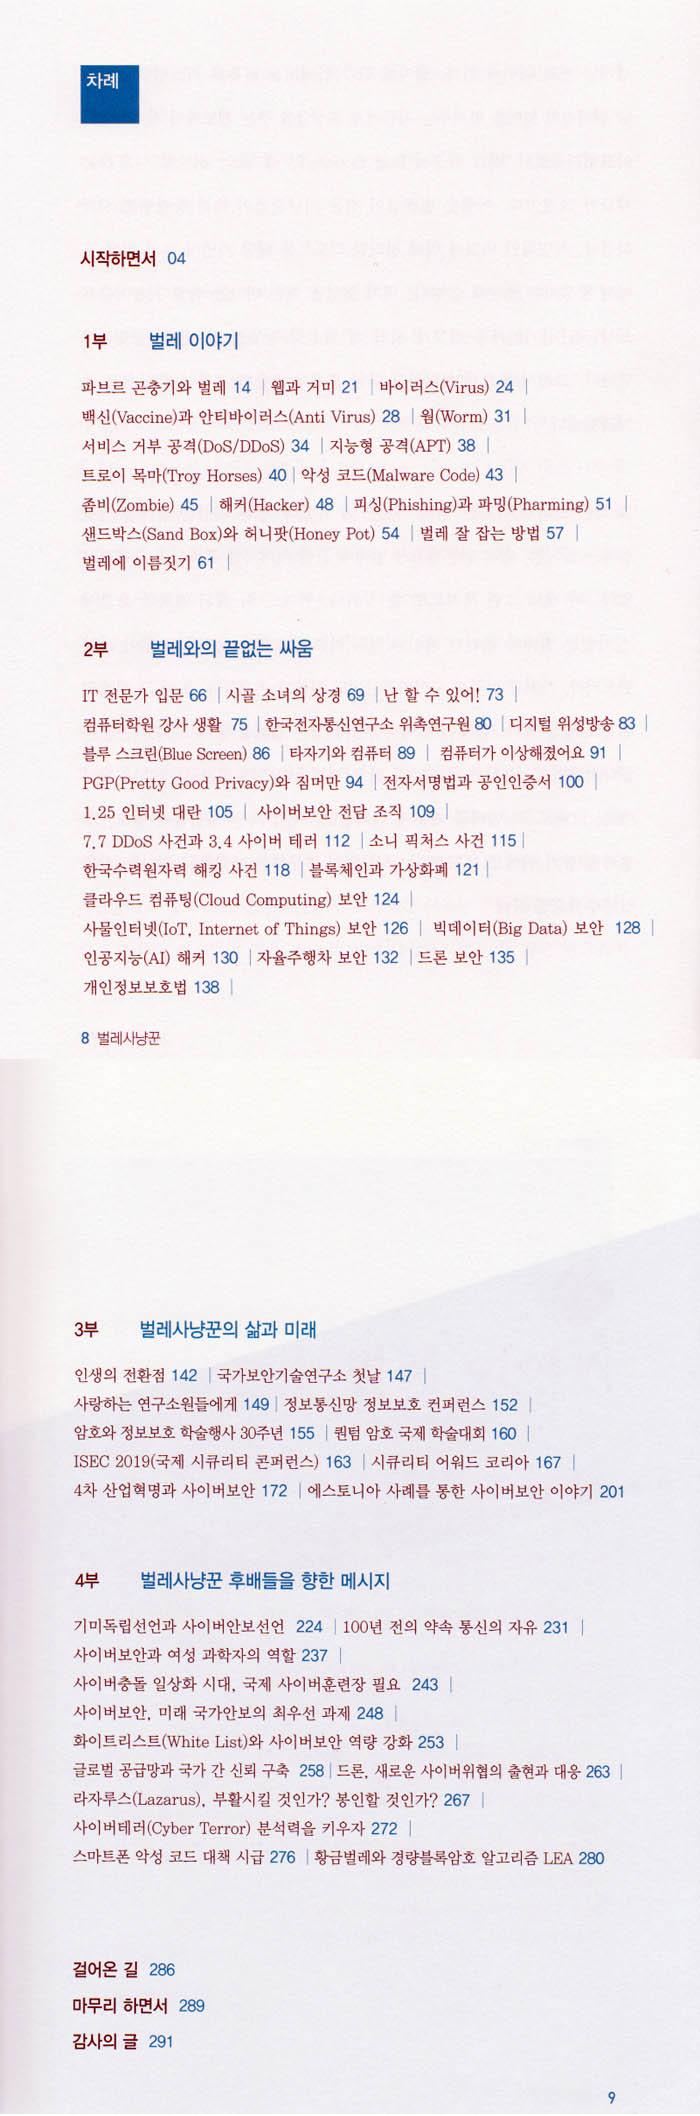 차례
시작하면서 04
1부 벌레 이야기
파브르 곤충기와 벌레 14 | 웹과 거미 21 | 바이러스(Virus) 24 |
백신(Vaccine)과 안티바이러스(Anti Virus) 28 | 웜(Worm) 31 |
서비스 거부 공격(DoS/DDoS) 34 | 지능형 공격(APT) 38 |
트로이 목마(Troy Horses) 40 | 악성 코드(Malware Code) 43 |
좀비(Zombie) 45 | 해커(Hacker) 48 | 피싱(Phishing)과 파밍(Pharming) 51 |
샌드박스(Sand Box)와 허니팟(Honey Pot) 54 | 벌레 잘 잡는 방법 57 |
벌레에 이름짓기 61 |
2부 벌레와의 끝없는 싸움
IT 전문가 입문 66 | 시골 소녀의 상경 69 | 난 할 수 있어! 73 |
컴퓨터학원 강사 생활 75 | 한국전자통신연구소 위촉연구원 80 | 디지털 위성방송 83 |
블루 스크린(Blue Screen) 86 | 타자기와 컴퓨터 89 | 컴퓨터가 이상해졌어요 91 |
PGP(Pretty Good Privacy)와 짐머만 94 | 전자서명법과 공인인증서 100 |
1.25 인터넷 대란 105 | 사이버보안 전담 조직 109 |
7.7 DDoS 사건과 3.4 사이버 테러 112 | 소니 픽처스 사건 115 |
한국수력원자력 해킹 사건 118 | 블록체인과 가상화폐 121 |
클라우드 컴퓨팅(Cloud Computing) 보안 124 |
사물인터넷(IoT, Internet of Things) 보안 126 | 빅데이터(Big Data) 보안 128 |
인공지능(AI) 해커 130 | 자율주행차 보안 132 | 드론 보안 135 |
개인정보보호법 138 |
8 벌레사냥꾼
3부 벌레사냥꾼의 삶과 미래
인생의 전환점 142 | 국가보안기술연구소 첫날 147 |
사랑하는 연구소원들에게 149 | 정보통신망 정보보호 컨퍼런스 152 |
암호와 정보보호 학술행사 30주년 155 | 퀀텀 암호 국제 학술대회 160 |
ISEC 2019(국제 시큐리티 콘퍼런스) 163 | 시큐리티 어워드 코리아 167 |
4차 산업혁명과 사이버보안 172 | 에스토니아 사례를 통한 사이버보안 이야기 201
4부 벌레사냥꾼 후배들을 향한 메시지
기미독립선언과 사이버안보선언 224 | 100년 전의 약속 통신의 자유 231 |
사이버보안과 여성 과학자의 역할 237 |
사이버충돌 일상화 시대, 국제 사이버훈련장 필요 243 |
사이버보안, 미래 국가안보의 최우선 과제 248 |
화이트리스트(White List)와 사이버보안 역량 강화 253 |
글로벌 공급망과 국가 간 신뢰 구축 258 | 드론, 새로운 사이버위협의 출현과 대응 263 |
라자루스(Lazarus), 부활시킬 것인가? 봉인할 것인가? 267 |
사이버테러(Cyber Terror) 분석력을 키우자 272 |
스마트폰 악성 코드 대책 시급 276 | 황금벌레와 경량블록암호 알고리즘 LEA 280
걸어온 길 286
마무리 하면서 289
감사의 글 291
9